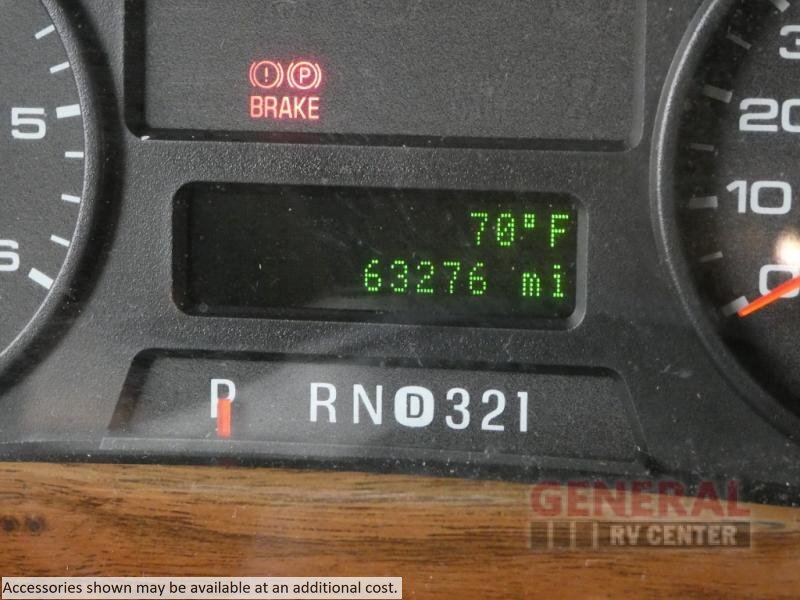 ! P
BRAKE
5
6
30
20
10
0
70°F
63276 mi
P RND321
GENERAL
RV CENTER
Accessories shown may be available at an additional cost.